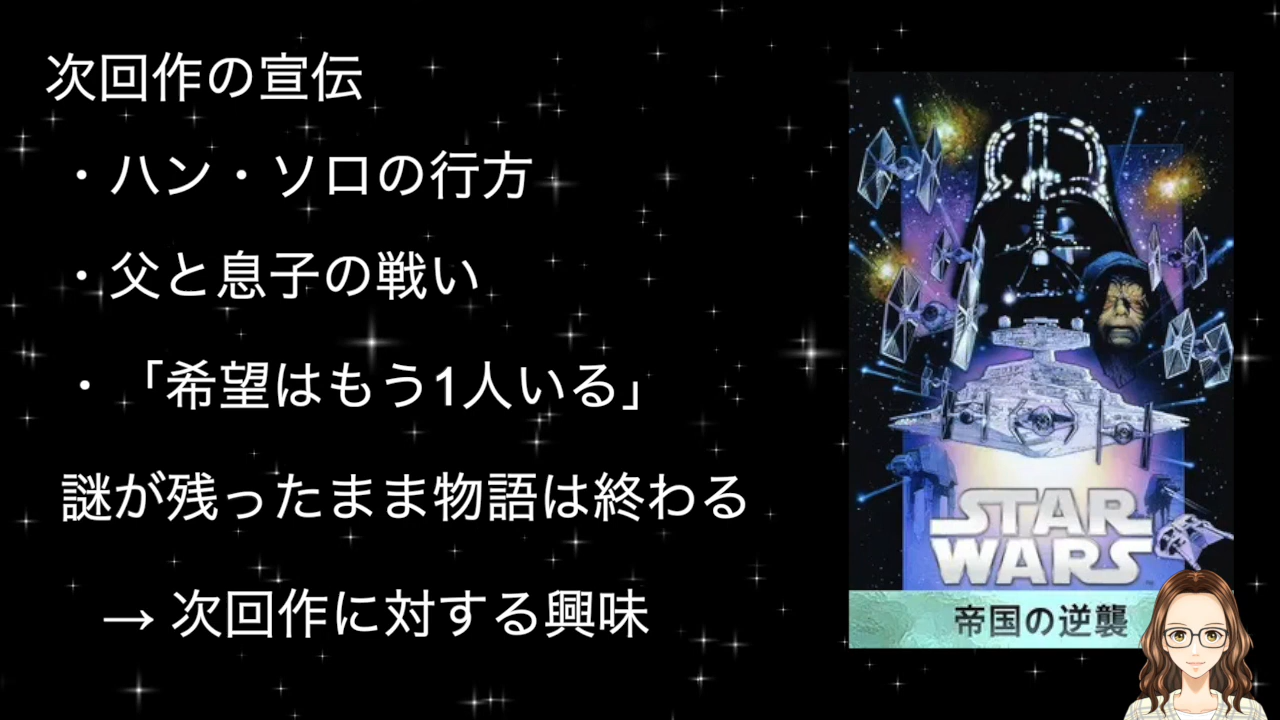 次回作の宣伝
・ハン・ソロの行方
・父と息子の戦い
・「希望はもう1人いる」
謎が残ったまま物語は終わる
→ 次回作に対する興味
STAR
WARS
帝国の逆襲